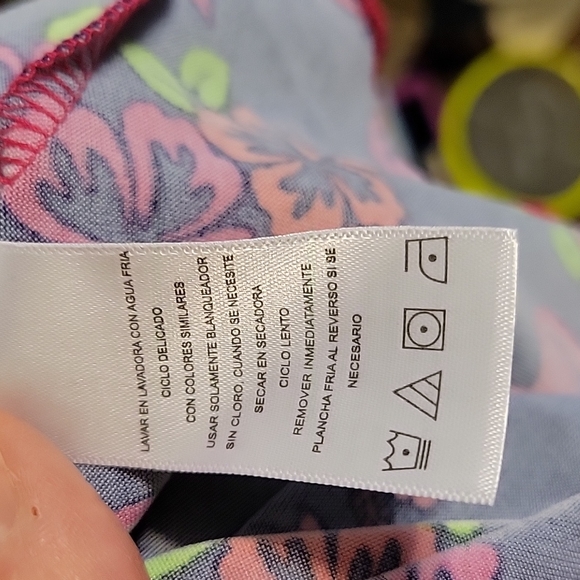 LAVAR EN LAVADORA CON AGUA FRIA
CICLO DELICADO
CON COLORES SIMILARES
USAR SOLAMENTE BLANQUEADOR
SIN CLORO, CUANDO SE NECESITE
SECAR EN SECADORA
CICLO LENTO
REMOVER INMEDIATAMENTE
PLANCHA FRIA AL REVERSO SI SE
NECESARIO